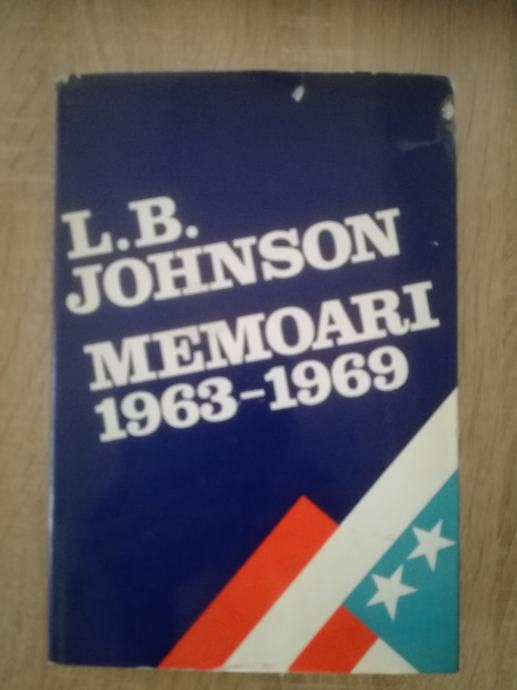 L.B.
JOHNSON
MEMOARI
1963-1969